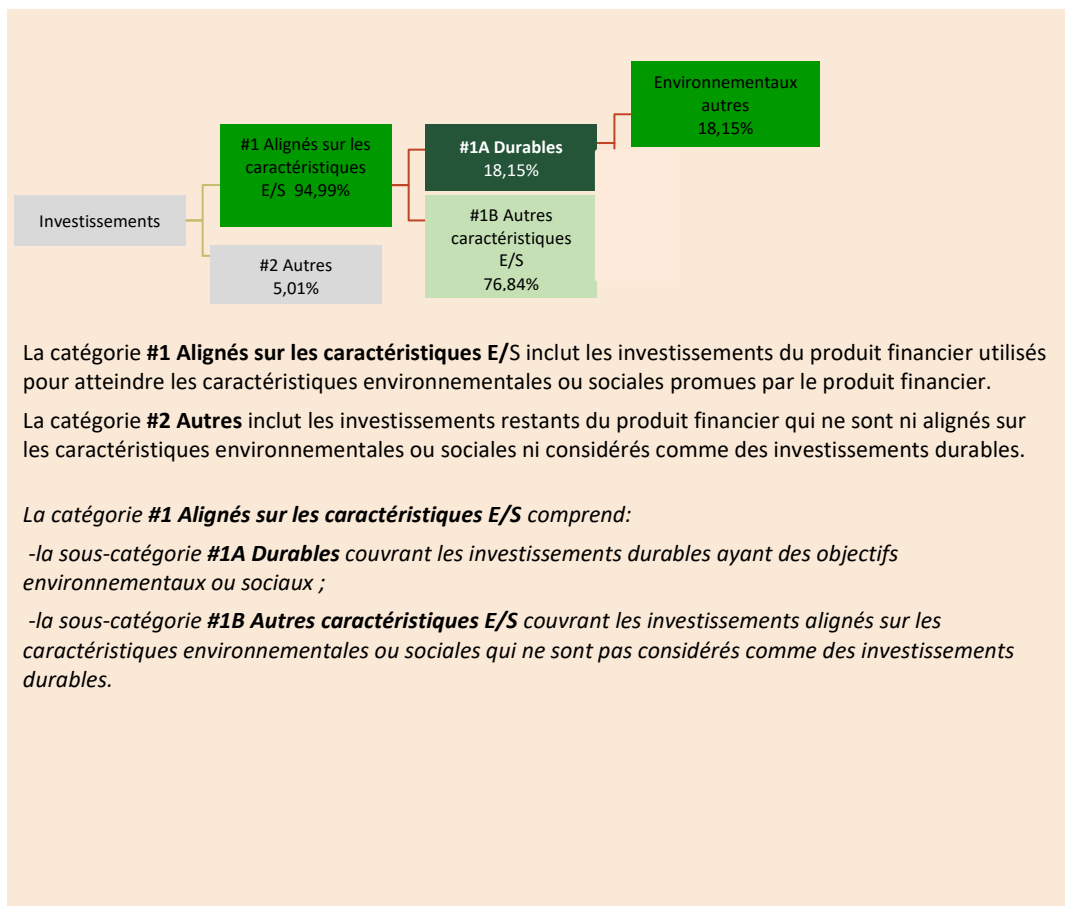 Environnementaux
autres
18,15%
#1 Alignés sur les
caractéristiques
E/S 94,99%
#1A Durables
18,15%
Investissements
#1B Autres
caractéristiques
E/S
76,84%
#2 Autres
5,01%
La catégorie #1 Alignés sur les caractéristiques E/S inclut les investissements du produit financier utilisés
pour atteindre les caractéristiques environnementales ou sociales promues par le produit financier.
La catégorie #2 Autres inclut les investissements restants du produit financier qui ne sont ni alignés sur
les caractéristiques environnementales ou sociales ni considérés comme des investissements durables.
La catégorie #1 Alignés sur les caractéristiques E/S comprend:
-la sous-catégorie #1A Durables couvrant les investissements durables ayant des objectifs
environnementaux ou sociaux ;
-la sous-catégorie #1B Autres caractéristiques E/S couvrant les investissements alignés sur les
caractéristiques environnementales ou sociales qui ne sont pas considérés comme des investissements
durables.